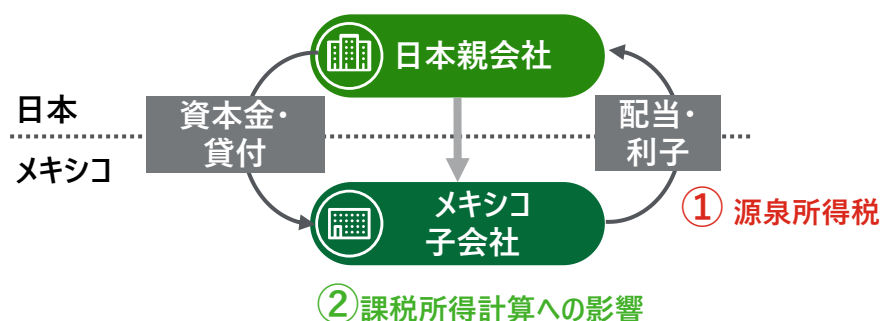 日本親会社
日本
資本金・
貸付
配当・
利子
メキシコ
メキシコ
子会社
① 源泉所得税
②課税所得計算への影響